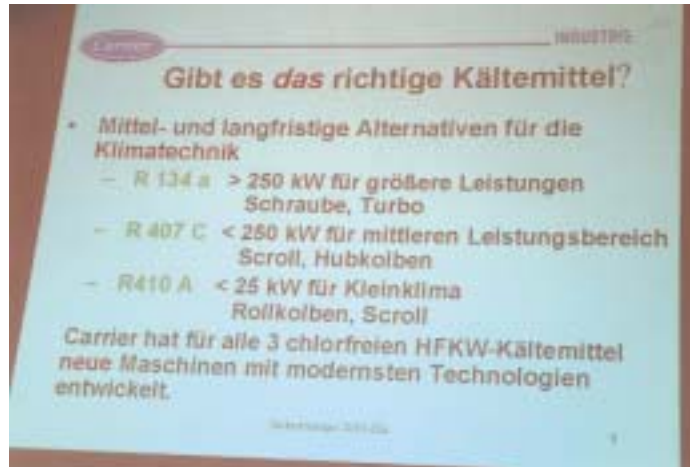 Carrier
INDUSTRIE
Gibt es das richtige Kältemittel?
• Mittel- und langfristige Alternativen für die
Klimatechnik
– R 134 a > 250 kW für größere Leistungen
Schraube, Turbo
– R 407 C < 250 kW für mittleren Leistungsbereich
Scroll, Hubkolben
– R410 A < 25 kW für Kleinklima
Rollkolben, Scroll
Carrier hat für alle 3 chlorfreien HFKW-Kältemittel
neue Maschinen mit modernsten Technologien
entwickelt.